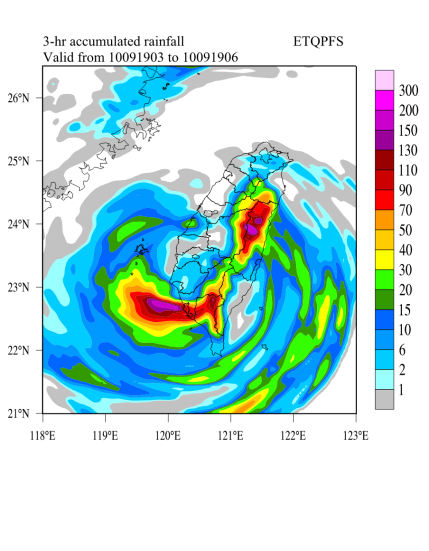 3-hr accumulated rainfall ETQPFS
Valid from 10091903 to 10091906
26°N
25°N
24°N
23°N
22°N
21°N
118°E 119°E 120°E 121°E 122°E 123°E
300
200
150
130
110
90
70
50
40
30
20
15
10
6
2
1